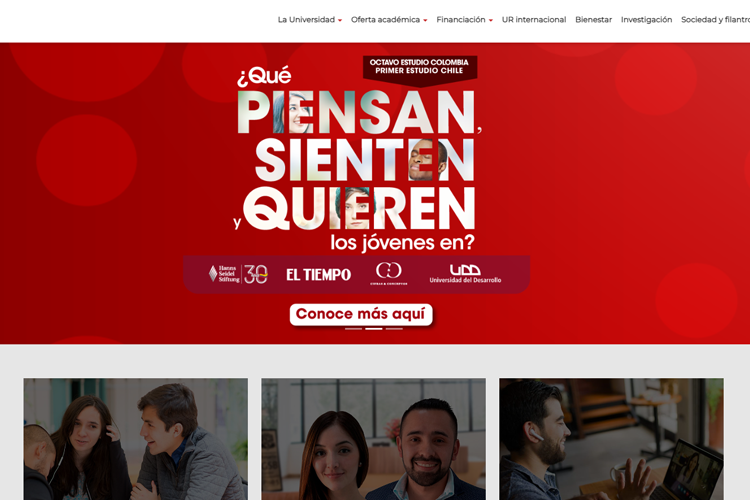 La Universidad Oferta académica Financiación UR internacional Bienestar Investigación Sociedad y filantro
OCTAVO ESTUDIO COLOMBIA
PRIMER ESTUDIO CHILE
¿Qué
PIENSAN,
SIENTEN
y QUIEREN
los jóvenes en?
Hanns
Seidel
Stiftung
30
EL TIEMPO
CIFRAS & CONCEPTOS
UDD
Universidad del Desarrollo
Conoce más aquí